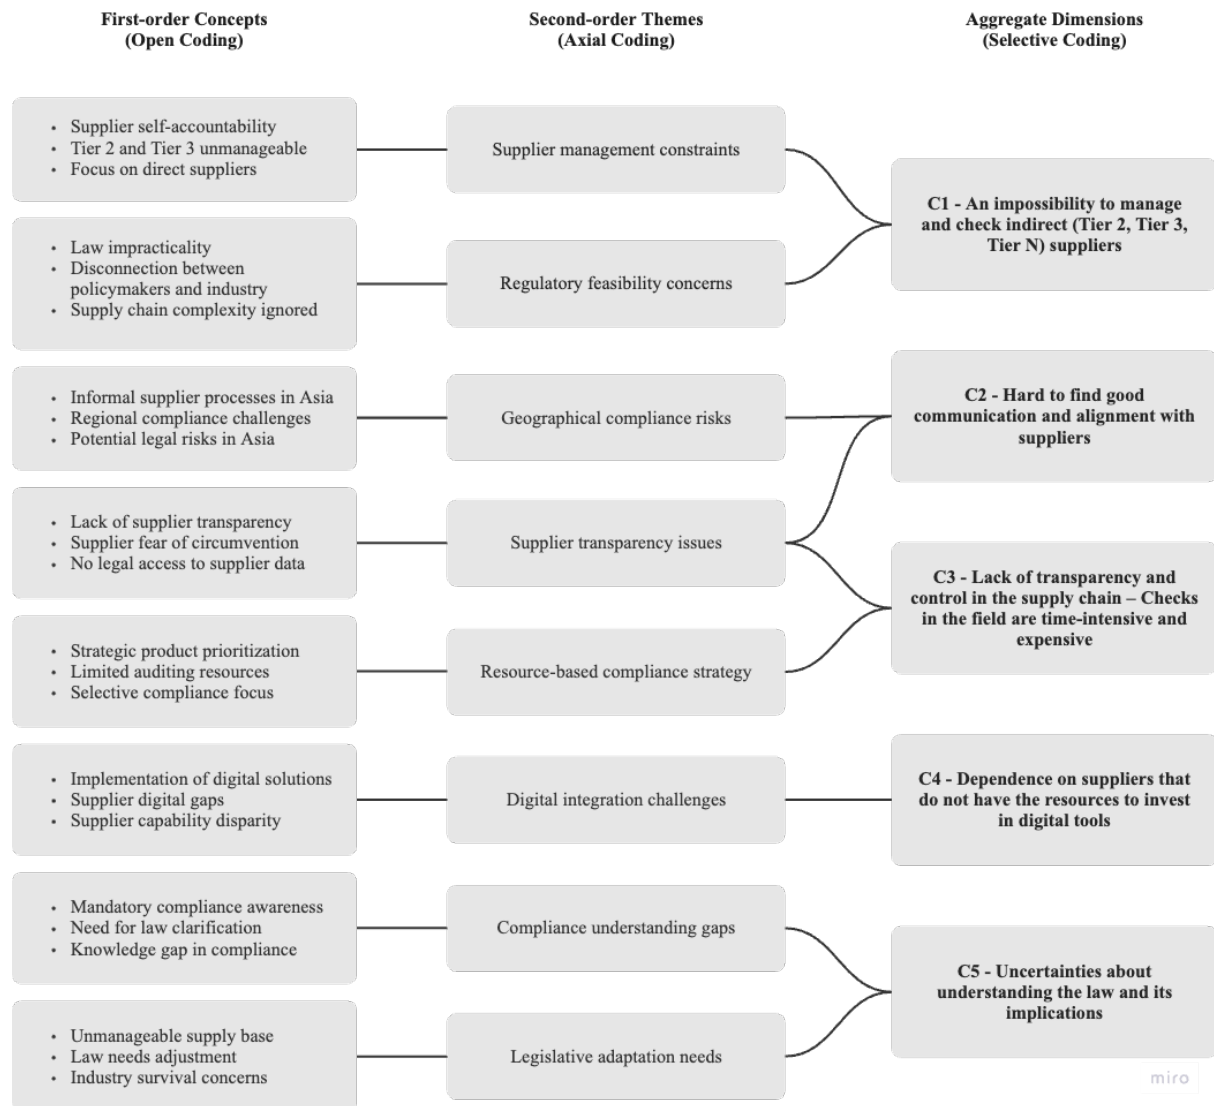 First-order Concepts
(Open Coding)
Second-order Themes
(Axial Coding)
Aggregate Dimensions
(Selective Coding)
• Supplier self-accountability
• Tier 2 and Tier 3 unmanageable
• Focus on direct suppliers
Supplier management constraints
C1 - An impossibility to manage
and check indirect (Tier 2, Tier 3,
Tier N) suppliers
• Law impracticality
• Disconnection between
policymakers and industry
• Supply chain complexity ignored
Regulatory feasibility concerns
• Informal supplier processes in Asia
• Regional compliance challenges
• Potential legal risks in Asia
Geographical compliance risks
C2 - Hard to find good
communication and alignment with
suppliers
• Lack of supplier transparency
• Supplier fear of circumvention
• No legal access to supplier data
Supplier transparency issues
C3 - Lack of transparency and
control in the supply chain – Checks
in the field are time-intensive and
expensive
• Strategic product prioritization
• Limited auditing resources
• Selective compliance focus
Resource-based compliance strategy
• Implementation of digital solutions
• Supplier digital gaps
• Supplier capability disparity
Digital integration challenges
C4 - Dependence on suppliers that
do not have the resources to invest
in digital tools
• Mandatory compliance awareness
• Need for law clarification
• Knowledge gap in compliance
Compliance understanding gaps
C5 - Uncertainties about
understanding the law and its
implications
• Unmanageable supply base
• Law needs adjustment
• Industry survival concerns
Legislative adaptation needs
miro